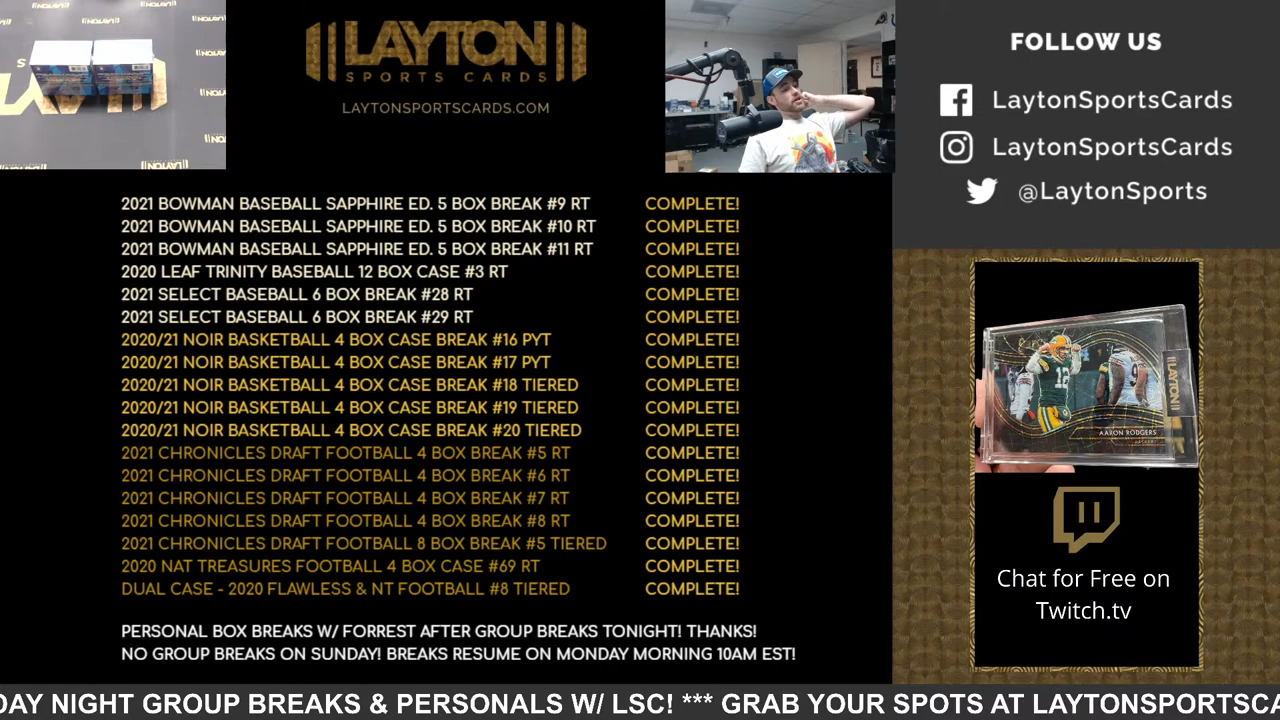 LAYTON
SPORTS CARDS
LAYTONSPORTSCARDS.COM
FOLLOW US
LaytonSportsCards
LaytonSportsCards
@LaytonSports
2021 BOWMAN BASEBALL SAPPHIRE ED. 5 BOX BREAK #9 RT COMPLETE!
2021 BOWMAN BASEBALL SAPPHIRE ED. 5 BOX BREAK #10 RT COMPLETE!
2021 BOWMAN BASEBALL SAPPHIRE ED. 5 BOX BREAK #11 RT COMPLETE!
2020 LEAF TRINITY BASEBALL 12 BOX CASE #3 RT COMPLETE!
2021 SELECT BASEBALL 6 BOX BREAK #28 RT COMPLETE!
2021 SELECT BASEBALL 6 BOX BREAK #29 RT COMPLETE!
2020/21 NOIR BASKETBALL 4 BOX CASE BREAK #16 PYT COMPLETE!
2020/21 NOIR BASKETBALL 4 BOX CASE BREAK #17 PYT COMPLETE!
2020/21 NOIR BASKETBALL 4 BOX CASE BREAK #18 TIERED COMPLETE!
2020/21 NOIR BASKETBALL 4 BOX CASE BREAK #19 TIERED COMPLETE!
2020/21 NOIR BASKETBALL 4 BOX CASE BREAK #20 TIERED COMPLETE!
2021 CHRONICLES DRAFT FOOTBALL 4 BOX BREAK #5 RT COMPLETE!
2021 CHRONICLES DRAFT FOOTBALL 4 BOX BREAK #6 RT COMPLETE!
2021 CHRONICLES DRAFT FOOTBALL 4 BOX BREAK #7 RT COMPLETE!
2021 CHRONICLES DRAFT FOOTBALL 4 BOX BREAK #8 RT COMPLETE!
2021 CHRONICLES DRAFT FOOTBALL 8 BOX BREAK #5 TIERED COMPLETE!
2020 NAT TREASURES FOOTBALL 4 BOX CASE #69 RT COMPLETE!
DUAL CASE - 2020 FLAWLESS & NT FOOTBALL #8 TIERED COMPLETE!
PERSONAL BOX BREAKS W/ FORREST AFTER GROUP BREAKS TONIGHT! THANKS!
NO GROUP BREAKS ON SUNDAY! BREAKS RESUME ON MONDAY MORNING 10AM EST!
12
AARON RODGERS
LAYTON
Chat for Free on
Twitch.tv
DAY NIGHT GROUP BREAKS & PERSONALS W/ LSC! *** GRAB YOUR SPOTS AT LAYTONSPORTSCA